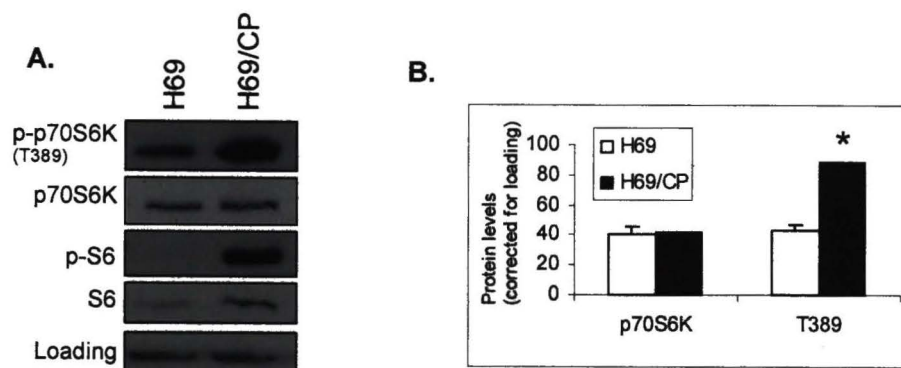 A.
H69
H69/CP
p-p70S6K
(T389)
p70S6K
p-S6
S6
Loading
B.
Protein levels
(corrected for loading)
100
80
60
40
20
0
H69
H69/CP
*
p70S6K
T389